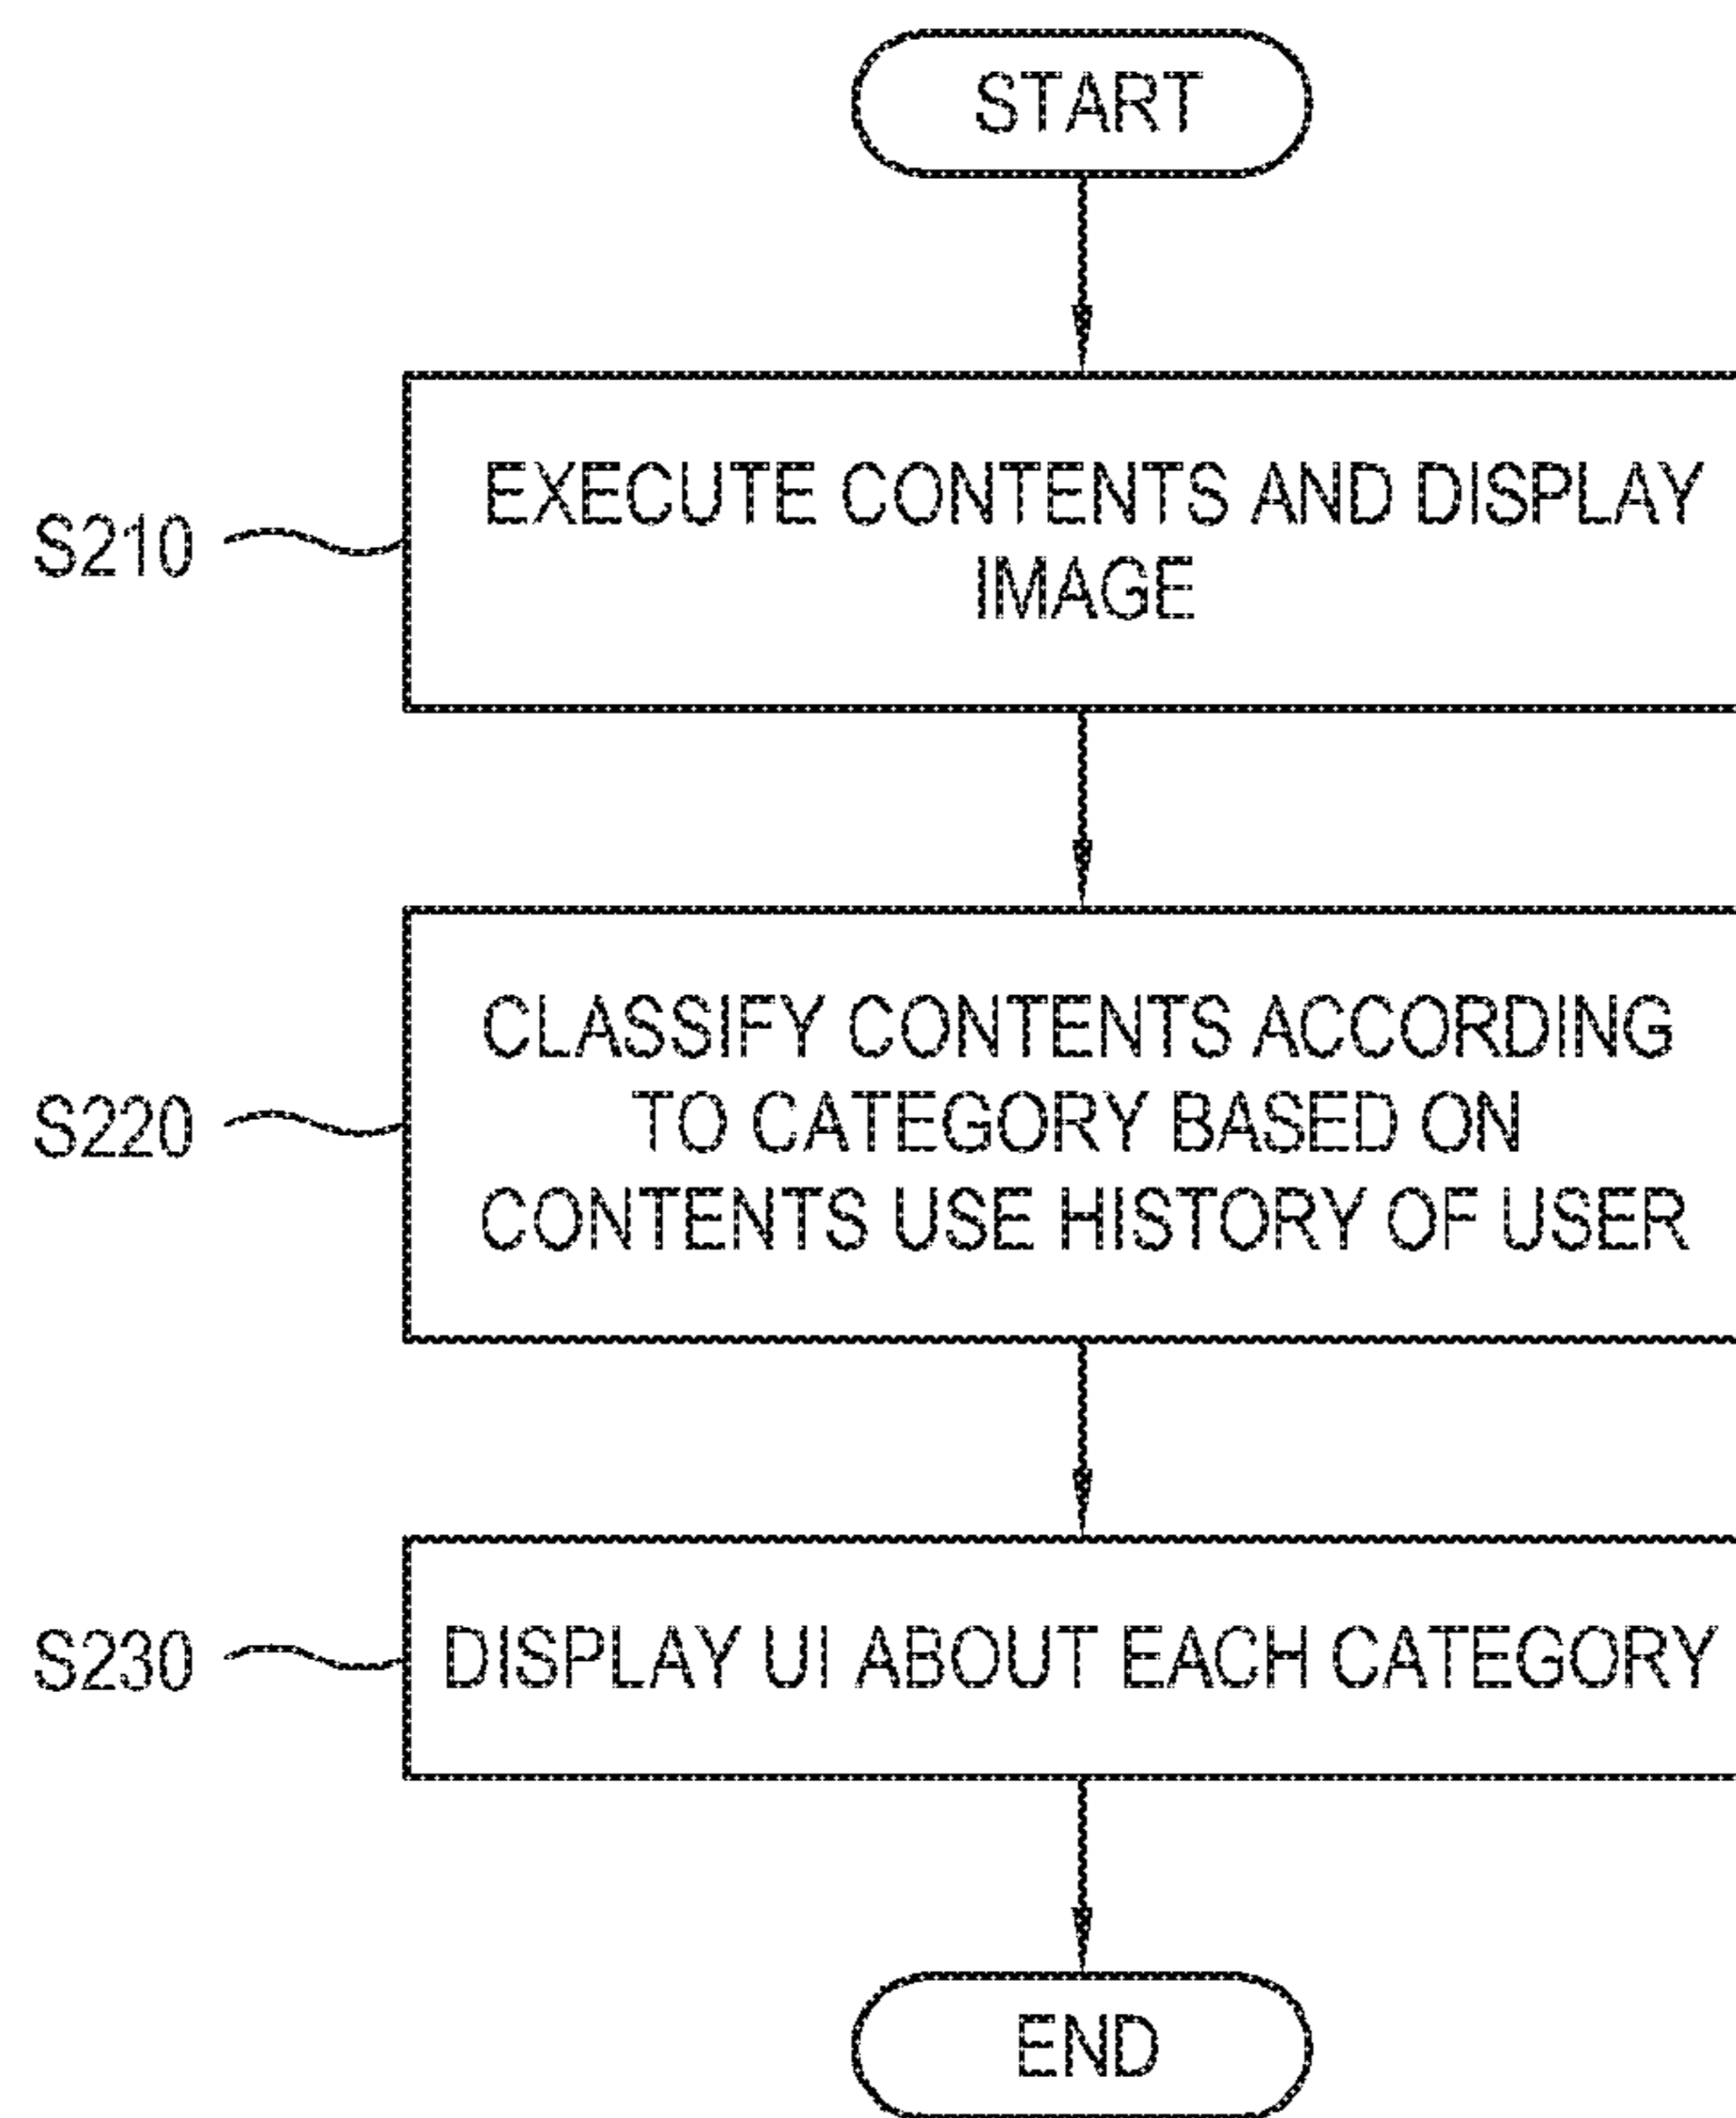 START
S210
EXECUTE CONTENTS AND DISPLAY
IMAGE
S220
CLASSIFY CONTENTS ACCORDING
TO CATEGORY BASED ON
CONTENTS USE HISTORY OF USER
S230
DISPLAY UI ABOUT EACH CATEGORY
END